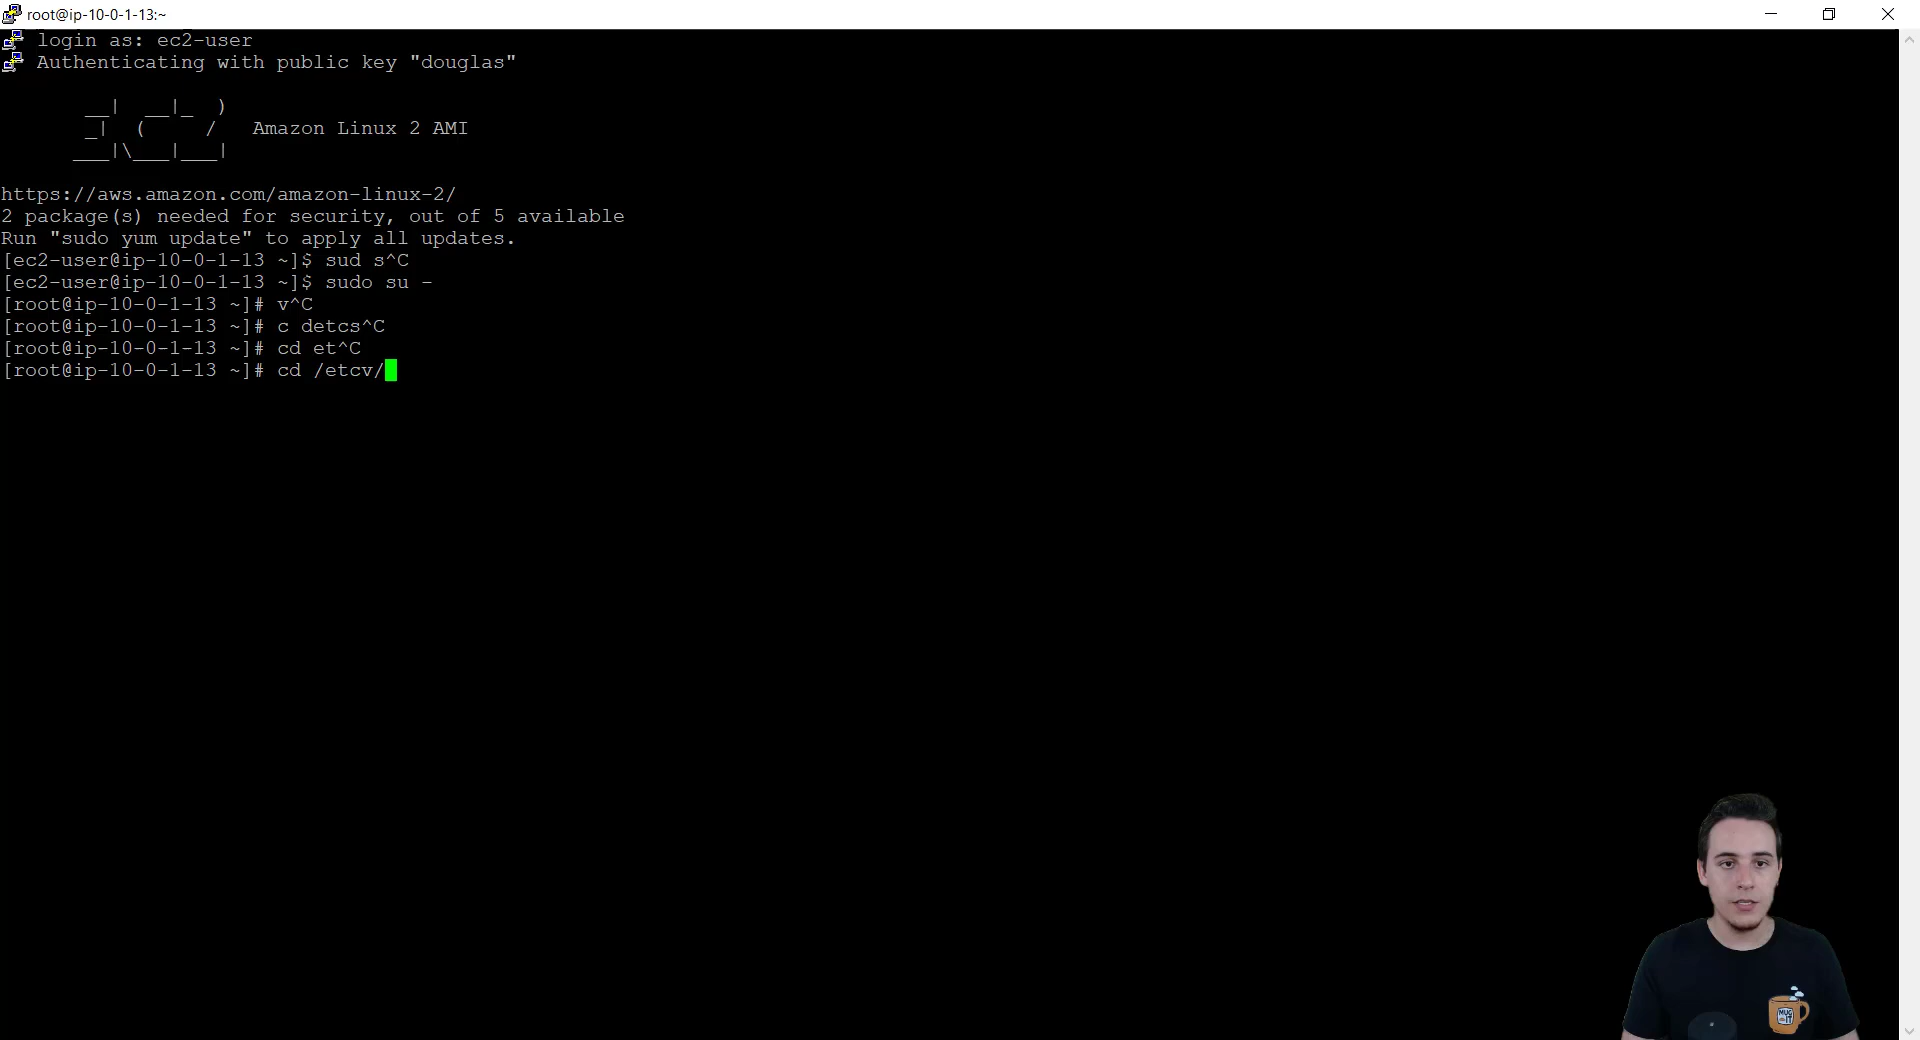 root@ip-10-0-1-13:~
login as: ec2-user
Authenticating with public key "douglas"
       __|  __|_  )
       _|  (     /   Amazon Linux 2 AMI
      ___|\___|___|
https://aws.amazon.com/amazon-linux-2/
2 package(s) needed for security, out of 5 available
Run "sudo yum update" to apply all updates.
[ec2-user@ip-10-0-1-13 ~]$ sud s^C
[ec2-user@ip-10-0-1-13 ~]$ sudo su -
[root@ip-10-0-1-13 ~]# v^C
[root@ip-10-0-1-13 ~]# c detcs^C
[root@ip-10-0-1-13 ~]# cd et^C
[root@ip-10-0-1-13 ~]# cd /etcv/
MUG
IT